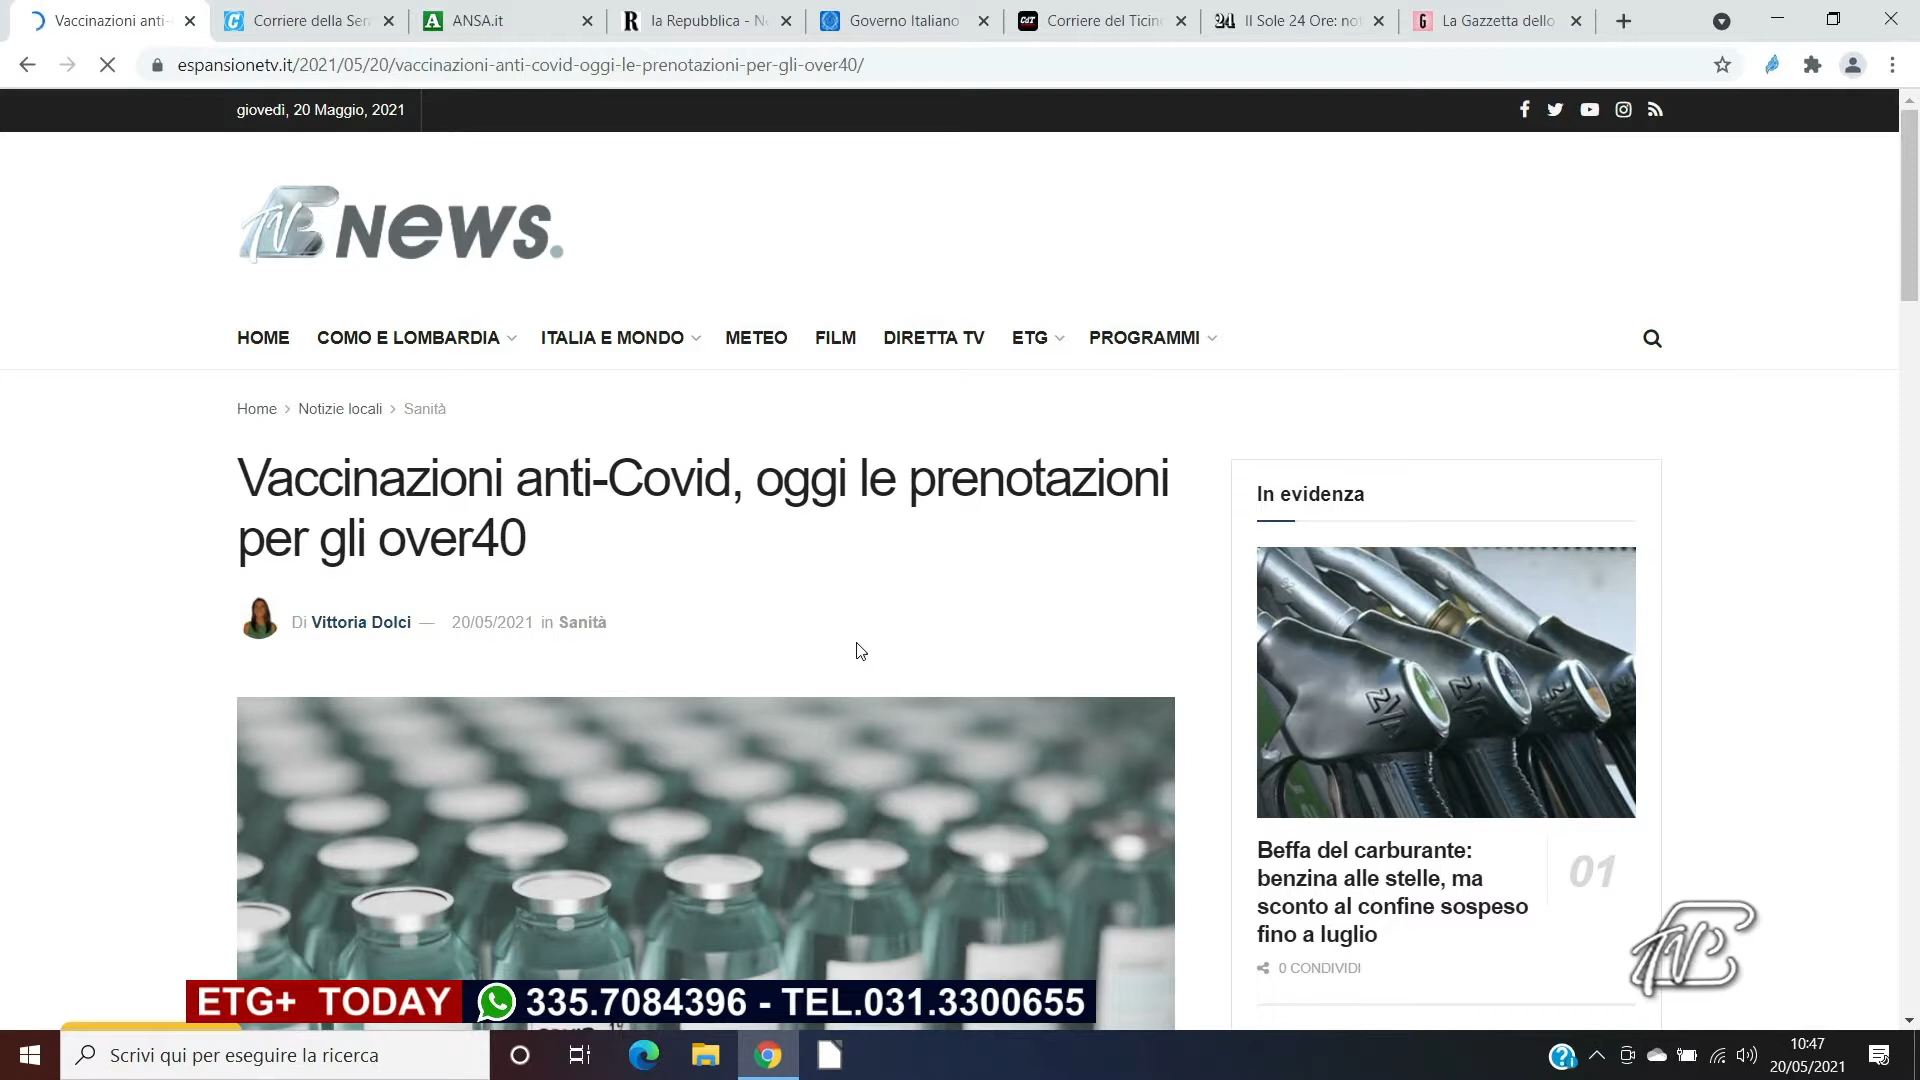 Vaccinazioni anti-
Corriere della Ser
ANSA.it
la Repubblica - N
Governo Italiano
Corriere del Ticin
Il Sole 24 Ore: no
La Gazzetta dello
espansionetv.it/2021/05/20/vaccinazioni-anti-covid-oggi-le-prenotazioni-per-gli-over40/
giovedì, 20 Maggio, 2021
TVE NEWS.
HOME COMO E LOMBARDIA ITALIA E MONDO METEO FILM DIRETTA TV ETG PROGRAMMI
Home > Notizie locali > Sanità
Vaccinazioni anti-Covid, oggi le prenotazioni
per gli over40
Di Vittoria Dolci — 20/05/2021 in Sanità
In evidenza
Beffa del carburante:
benzina alle stelle, ma
sconto al confine sospeso
fino a luglio
01
0 CONDIVIDI
TVE
ETG+ TODAY 335.7084396 - TEL.031.3300655
Scrivi qui per eseguire la ricerca
10:47
20/05/2021